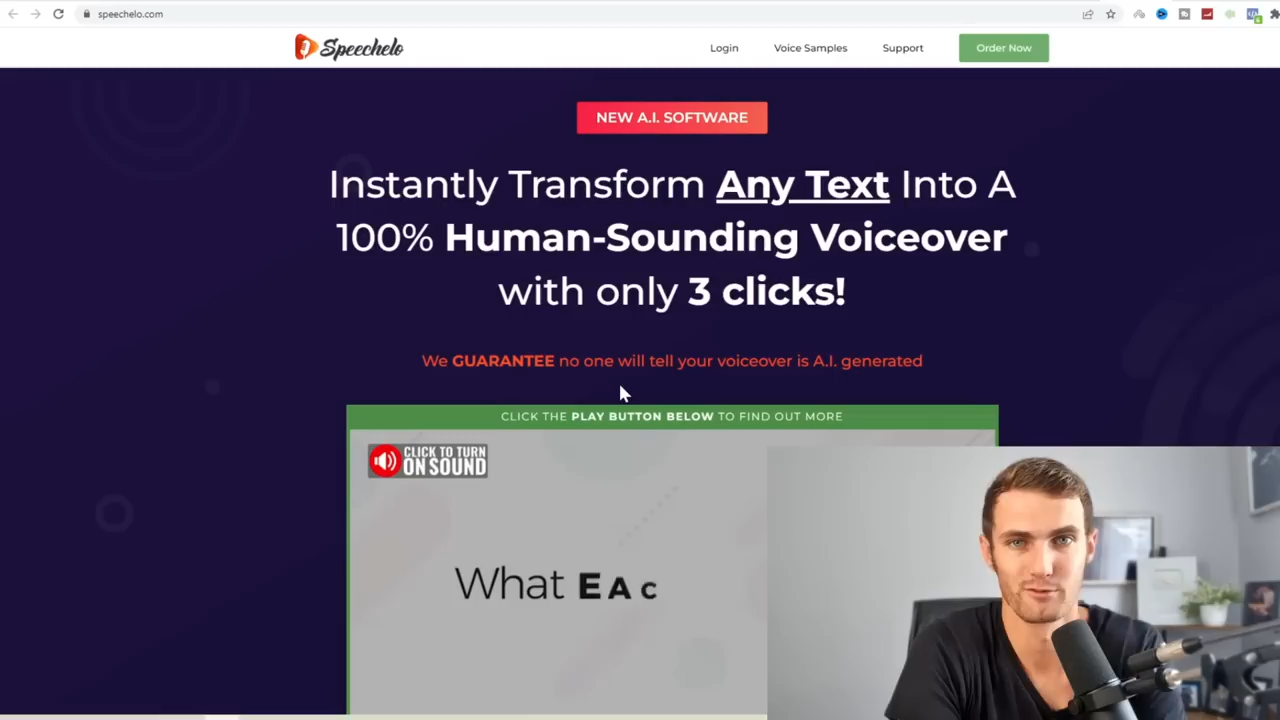 speechelo.com
Speechelo
Login
Voice Samples
Support
Order Now
NEW A.I. SOFTWARE
Instantly Transform Any Text Into A
100% Human-Sounding Voiceover
with only 3 clicks!
We GUARANTEE no one will tell your voiceover is A.I. generated
CLICK THE PLAY BUTTON BELOW TO FIND OUT MORE
CLICK TO TURN
ON SOUND
What EAc